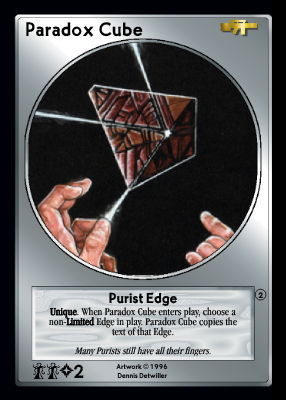 Paradox Cube
2
Purist Edge
Unique. When Paradox Cube enters play, choose a
non-Limited Edge in play. Paradox Cube copies the
text of that Edge.
Many Purists still have all their fingers.
2
Artwork © 1996
Dennis Detwiller